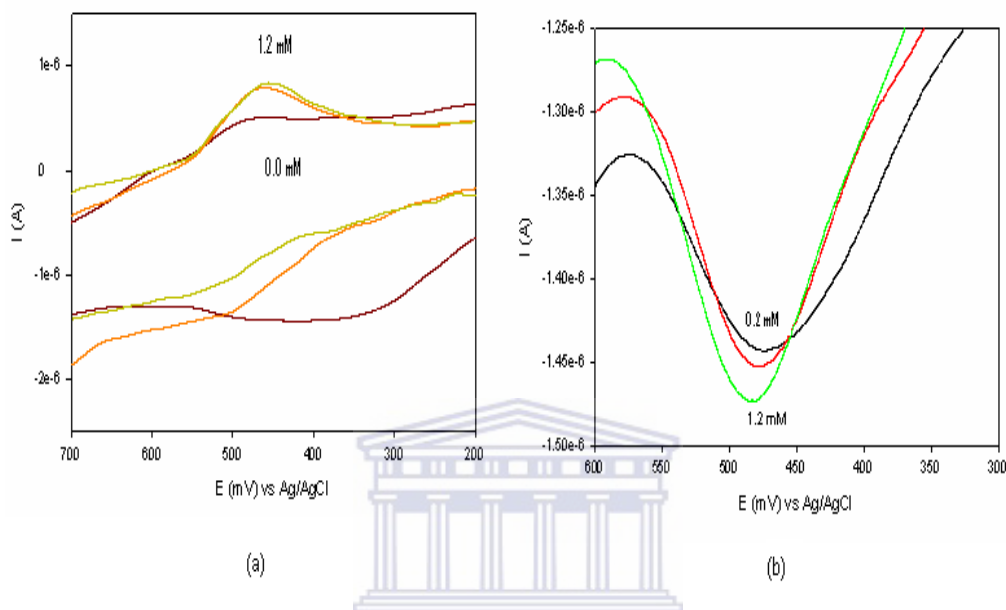 1.2 mM
0.0 mM
1e-6
0
-1e-6
-2e-6
I (A)
700 600 500 400 300 200
E (mV) vs Ag/AgCl
(a)
-1.25e-6
-1.30e-6
-1.35e-6
-1.40e-6
-1.45e-6
-1.50e-6
I (A)
0.2 mM
1.2 mM
600 550 500 450 400 350 300
E (mV) vs Ag/AgCl
(b)